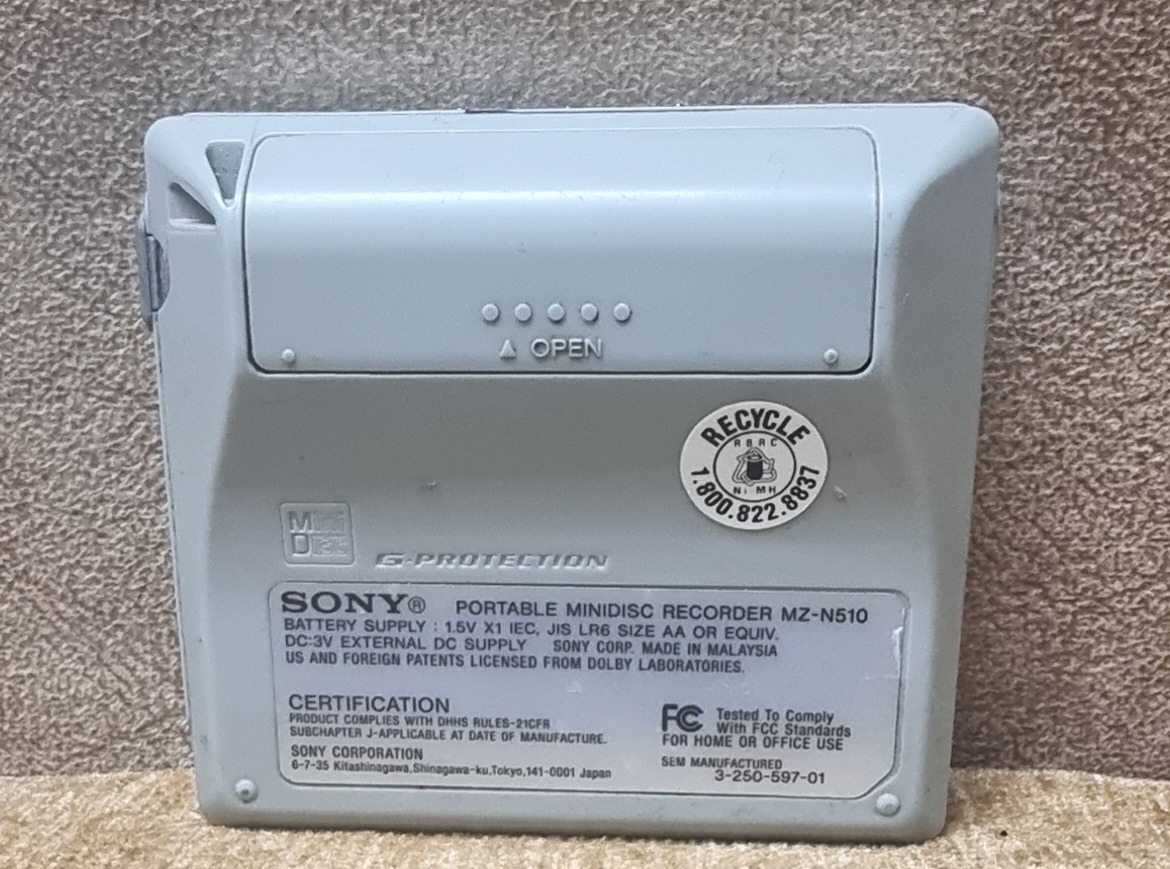 ▲ OPEN
RECYCLE
RBRC
Ni MH
1.800.822.8837
Mini
Disc
G-PROTECTION
SONY® PORTABLE MINIDISC RECORDER MZ-N510
BATTERY SUPPLY : 1.5V X1 IEC, JIS LR6 SIZE AA OR EQUIV.
DC:3V EXTERNAL DC SUPPLY SONY CORP. MADE IN MALAYSIA
US AND FOREIGN PATENTS LICENSED FROM DOLBY LABORATORIES.
CERTIFICATION
PRODUCT COMPLIES WITH DHHS RULES-21CFR
SUBCHAPTER J-APPLICABLE AT DATE OF MANUFACTURE.
SONY CORPORATION
6-7-35 Kitashinagawa,Shinagawa-ku,Tokyo,141-0001 Japan
FC Tested To Comply
With FCC Standards
FOR HOME OR OFFICE USE
SEM MANUFACTURED
3-250-597-01